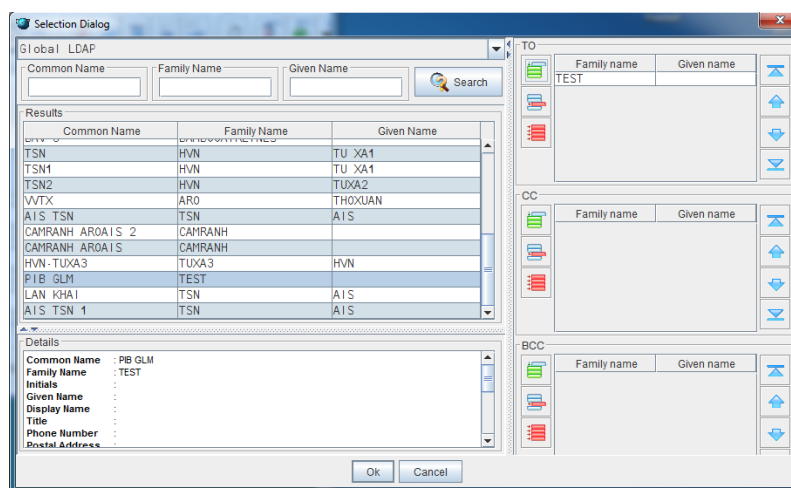 Selection Dialog
Global LDAP
Common Name Family Name Given Name
Search
Results
Common Name Family Name Given Name
TSN HVN TU XA1
TSN1 HVN TU XA1
TSN2 HVN TUXA2
VVTX ARO THOXUAN
AIS TSN TSN AIS
CAMRANH AROAIS 2 CAMRANH
CAMRANH AROAIS CAMRANH
HVN-TUXA3 TUXA3 HVN
PIB GLM TEST
LAN KHAI TSN AIS
AIS TSN 1 TSN AIS
Details
Common Name : PIB GLM
Family Name : TEST
Initials :
Given Name :
Display Name :
Title :
Phone Number :
Postal Address :
TO
Family name Given name
TEST
CC
Family name Given name
BCC
Family name Given name
Ok Cancel